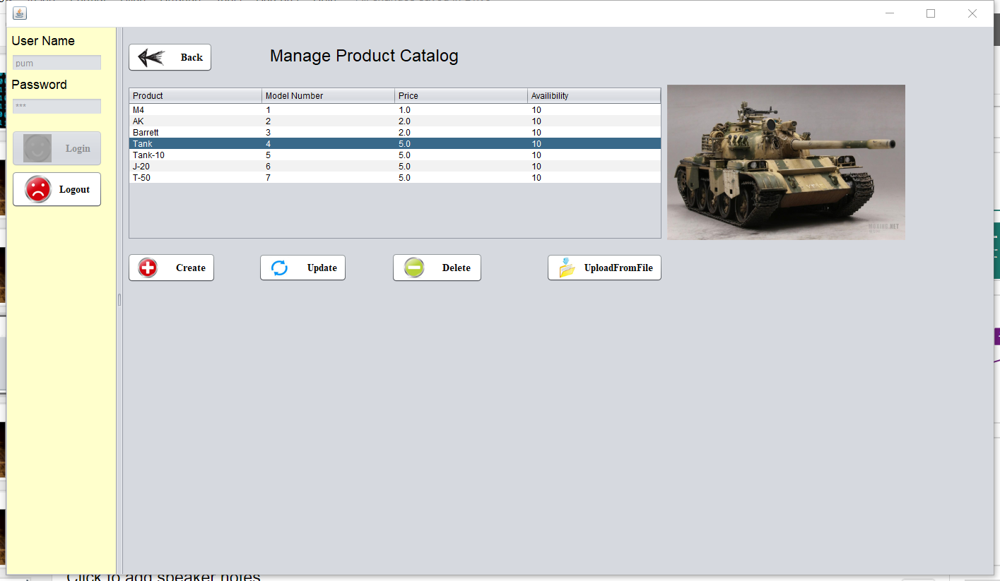 User Name
pum
Password
***
Login
Logout
Back
Manage Product Catalog
Product Model Number Price Availibility
M4 1 1.0 10
AK 2 2.0 10
Barrett 3 2.0 10
Tank 4 5.0 10
Tank-10 5 5.0 10
J-20 6 5.0 10
T-50 7 5.0 10
Create
Update
Delete
UploadFromFile
Click to add speaker notes